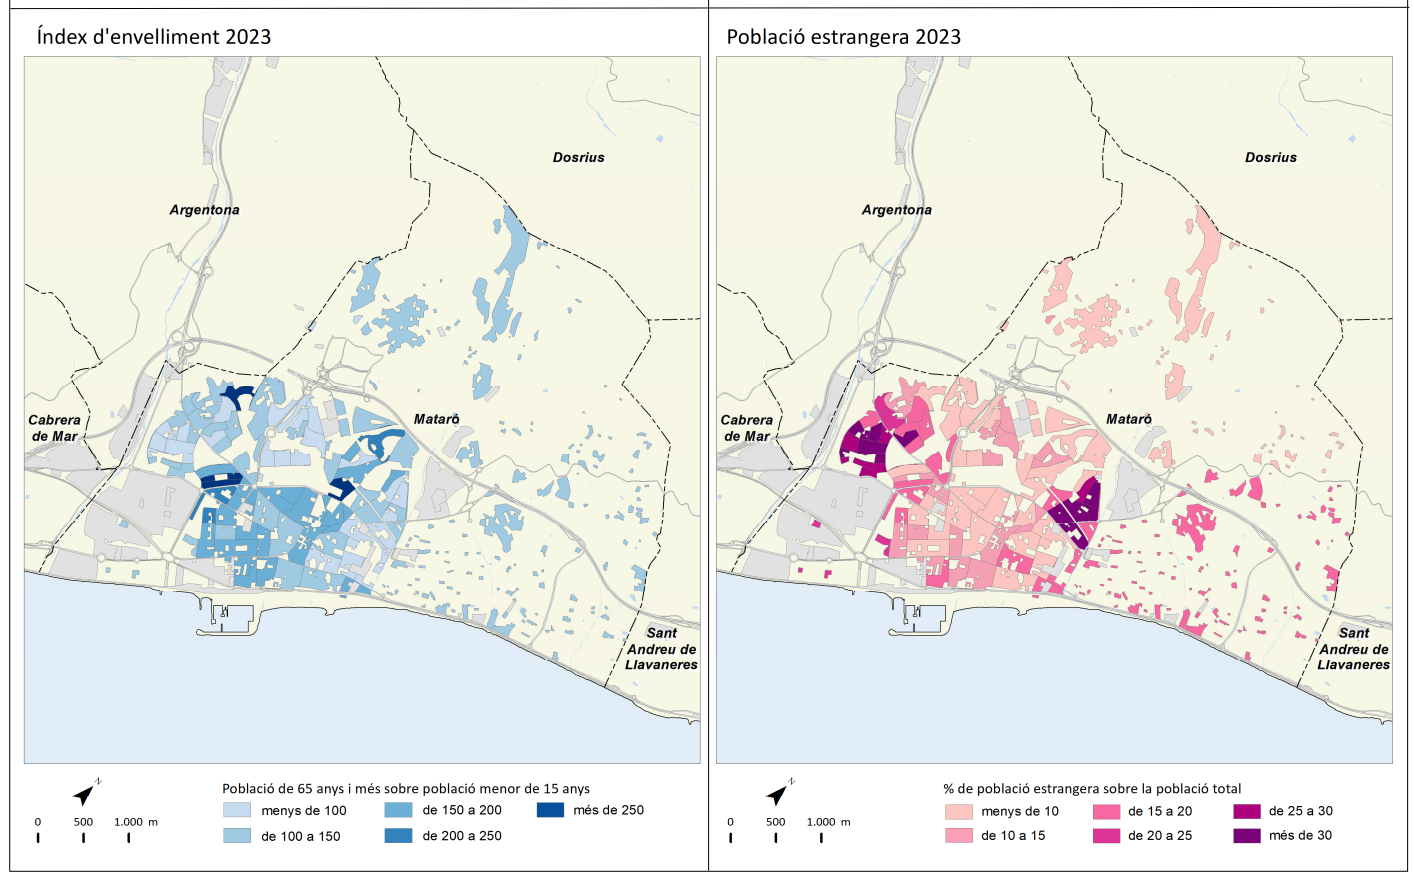 Índex d'envelliment 2023
Dosrius
Argentona
Cabrera
de Mar
Mataró
Sant
Andreu de
Llavaneres
N
0 500 1.000 m
Població de 65 anys i més sobre població menor de 15 anys
menys de 100
de 100 a 150
de 150 a 200
de 200 a 250
més de 250
Població estrangera 2023
Dosrius
Argentona
Cabrera
de Mar
Mataró
Sant
Andreu de
Llavaneres
N
0 500 1.000 m
% de població estrangera sobre la població total
menys de 10
de 10 a 15
de 15 a 20
de 20 a 25
de 25 a 30
més de 30